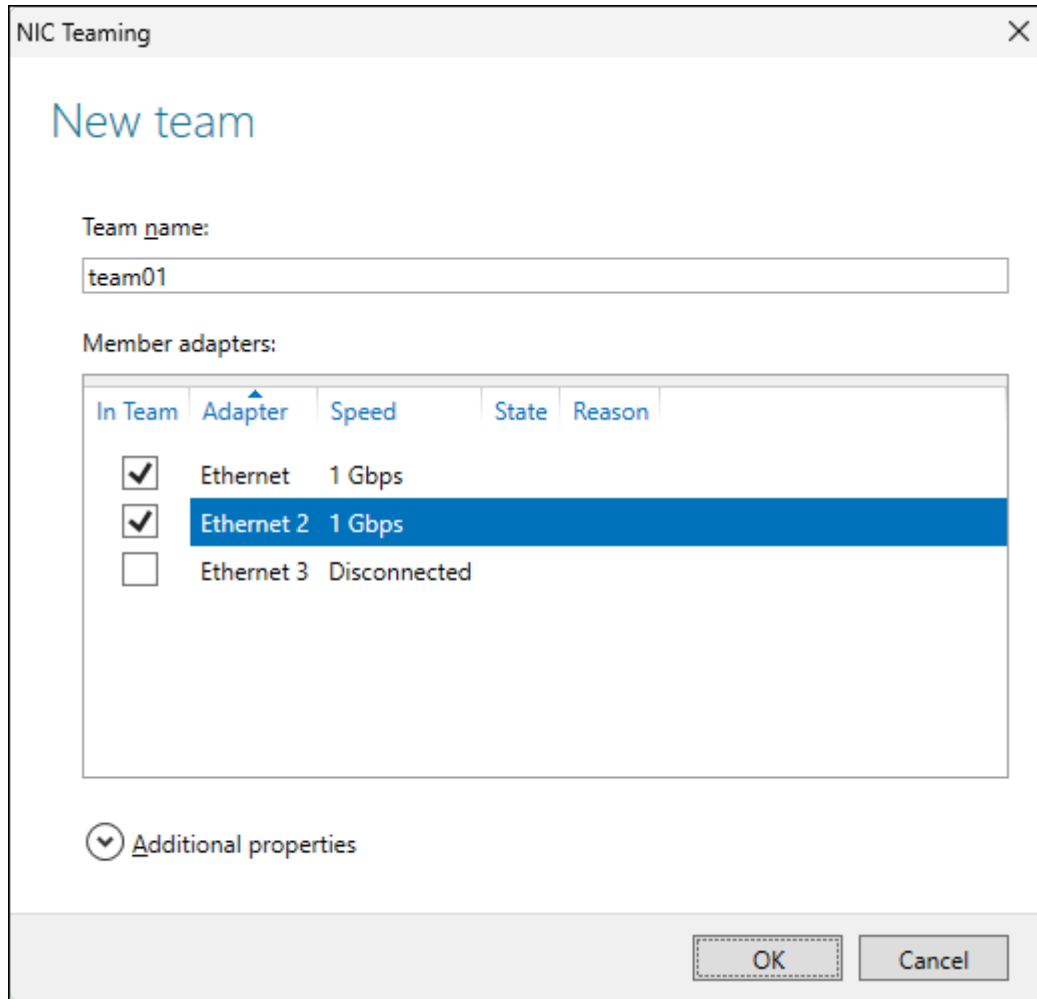 NIC Teaming
New team
Team name:
team01
Member adapters:
In Team Adapter Speed State Reason
Ethernet 1 Gbps
Ethernet 2 1 Gbps
Ethernet 3 Disconnected
Additional properties
OK Cancel